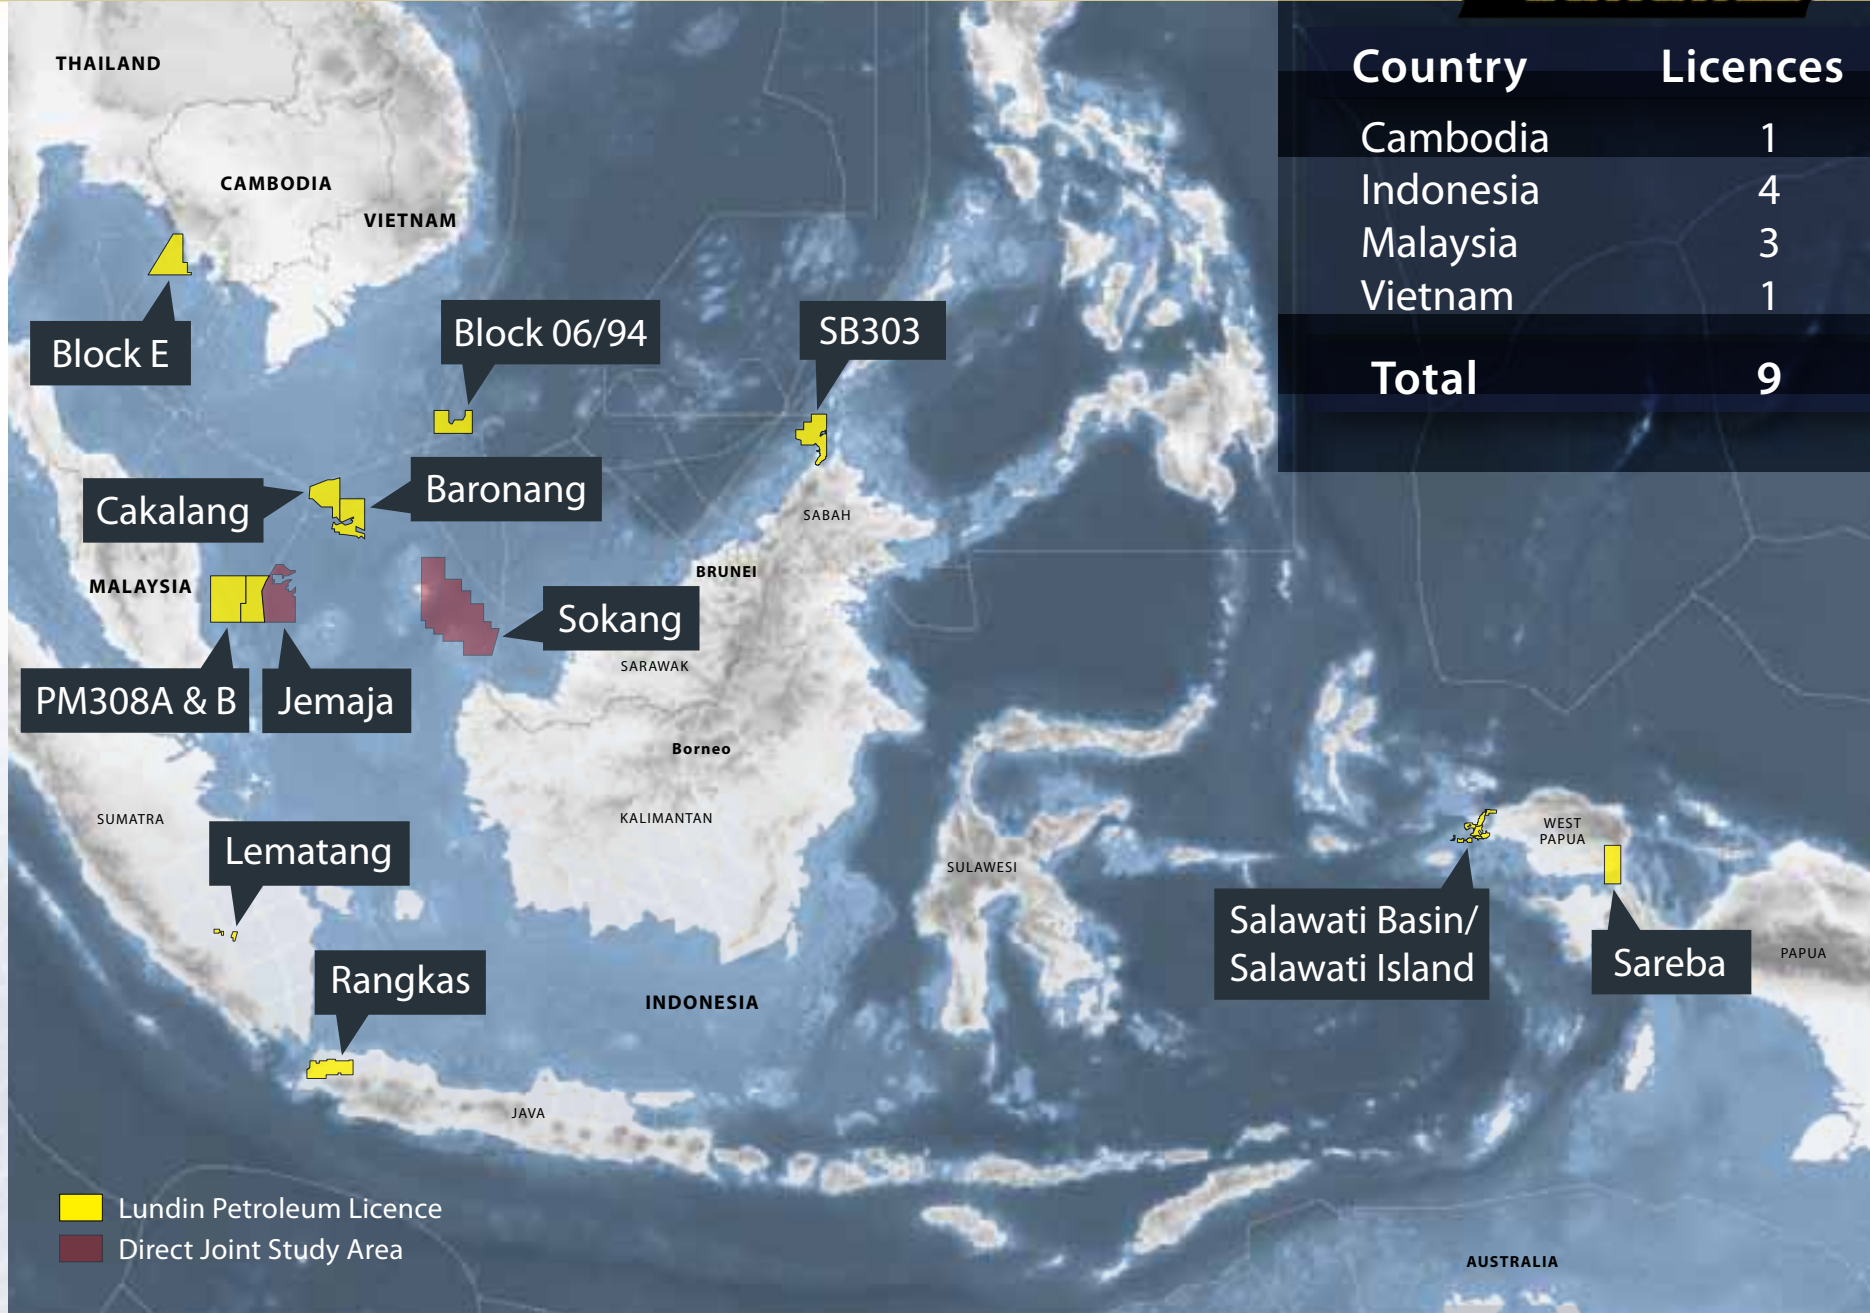 Country Licences
Cambodia 1
Indonesia 4
Malaysia 3
Vietnam 1
Total 9
THAILAND
CAMBODIA
VIETNAM
Block E
Block 06/94
SB303
Cakalang
Baronang
SABAH
BRUNEI
MALAYSIA
Sokang
SARAWAK
PM308A & B
Jemaja
Borneo
SUMATRA
KALIMANTAN
Lematang
SULAWESI
WEST
PAPUA
Salawati Basin/
Salawati Island
Sareba
PAPUA
Rangkas
INDONESIA
JAVA
Lundin Petroleum Licence
Direct Joint Study Area
AUSTRALIA